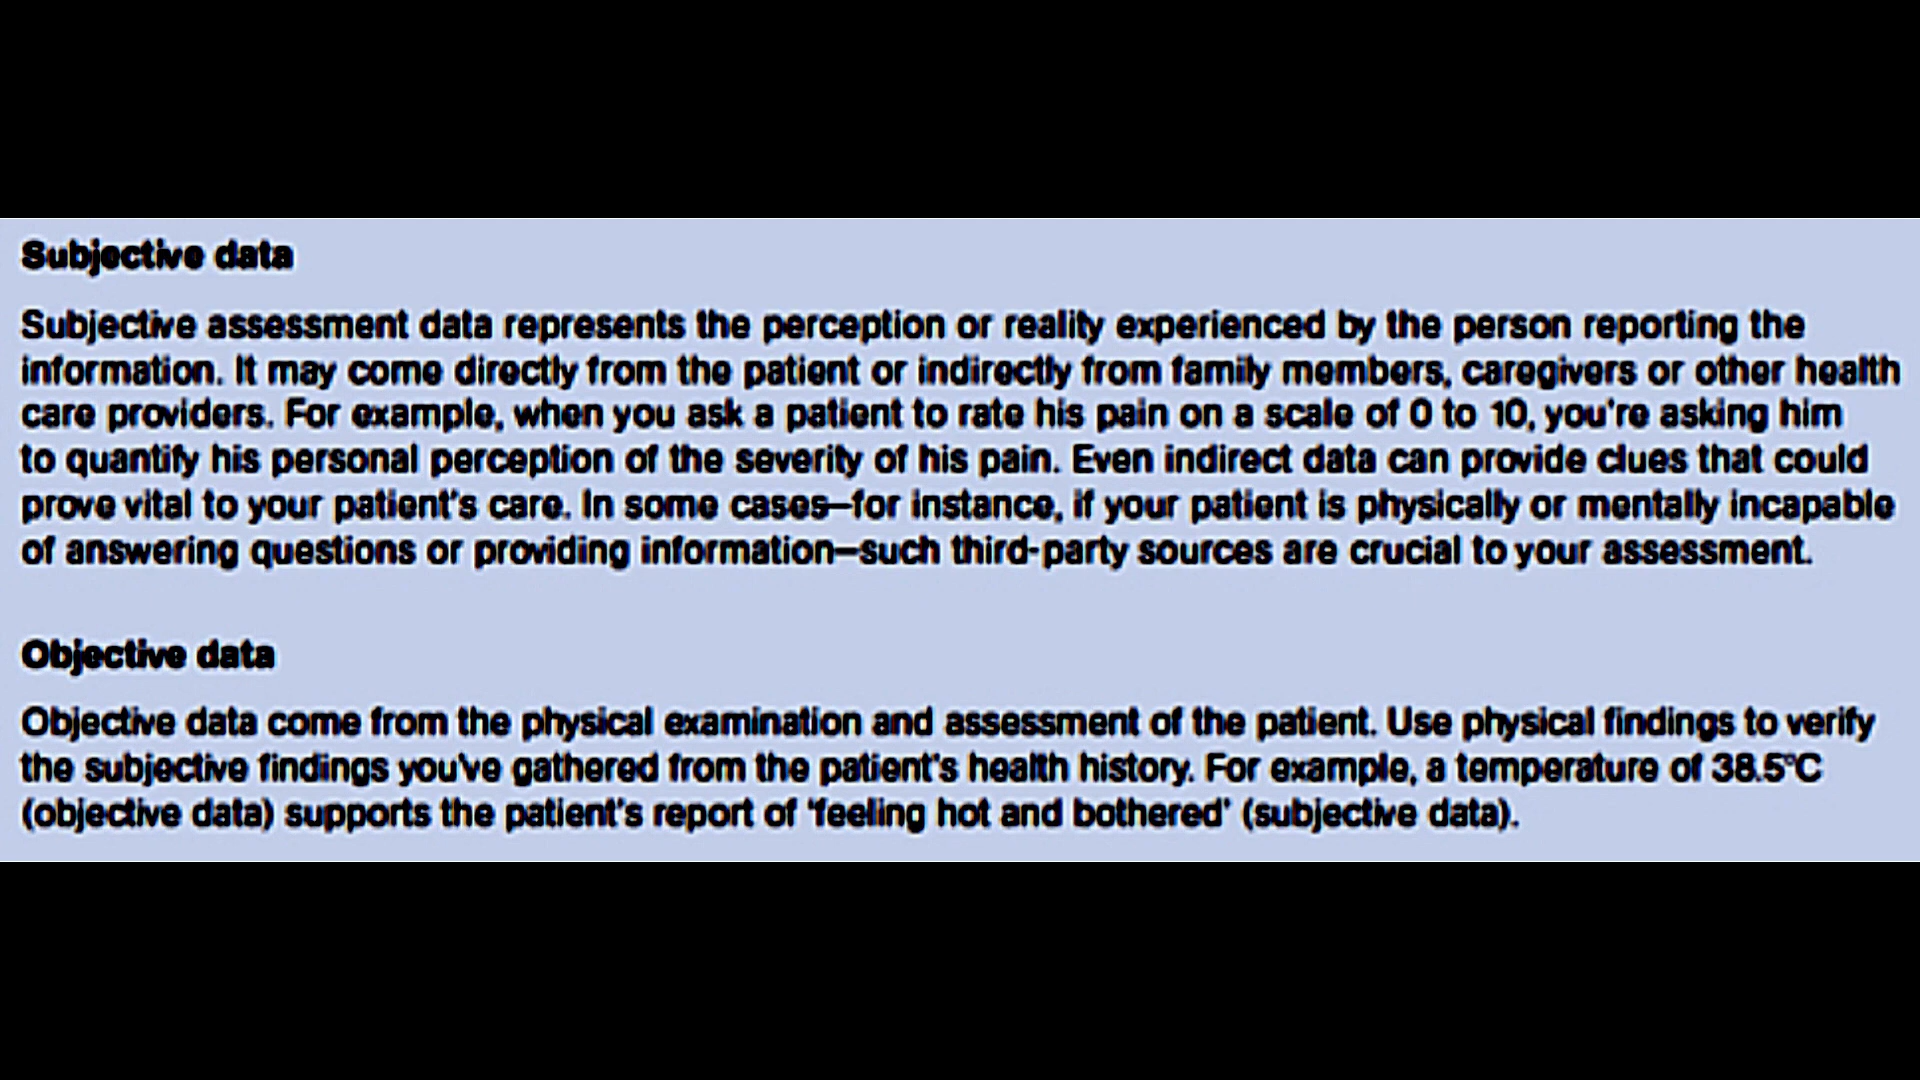 Subjective data
Subjective assessment data represents the perception or reality experienced by the person reporting the
information. It may come directly from the patient or indirectly from family members, caregivers or other health
care providers. For example, when you ask a patient to rate his pain on a scale of 0 to 10, you're asking him
to quantify his personal perception of the severity of his pain. Even indirect data can provide clues that could
prove vital to your patient's care. In some cases—for instance, if your patient is physically or mentally incapable
of answering questions or providing information—such third-party sources are crucial to your assessment.
Objective data
Objective data come from the physical examination and assessment of the patient. Use physical findings to verify
the subjective findings you've gathered from the patient's health history. For example, a temperature of 38.5°C
(objective data) supports the patient's report of 'feeling hot and bothered' (subjective data).